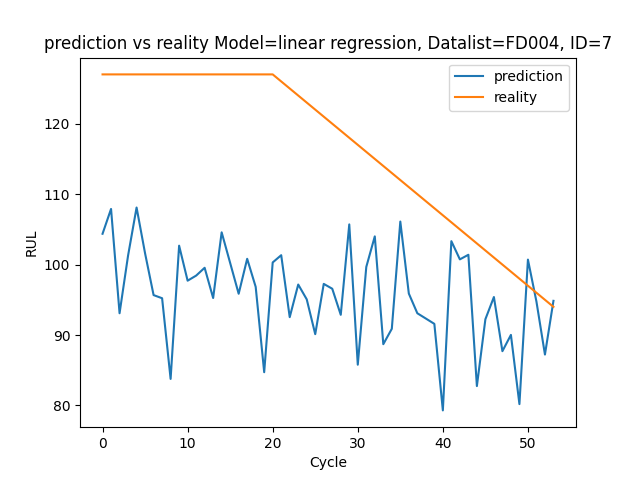 prediction vs reality Model=linear regression, Datalist=FD004, ID=7
prediction
reality
RUL
120
110
100
90
80
0 10 20 30 40 50
Cycle